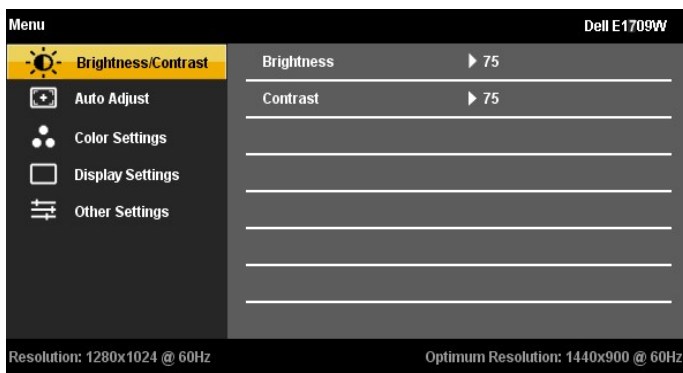 Menu Dell E1709W
Brightness/Contrast Brightness 75
Auto Adjust Contrast 75
Color Settings
Display Settings
Other Settings
Resolution: 1280x1024 @ 60Hz Optimum Resolution: 1440x900 @ 60Hz